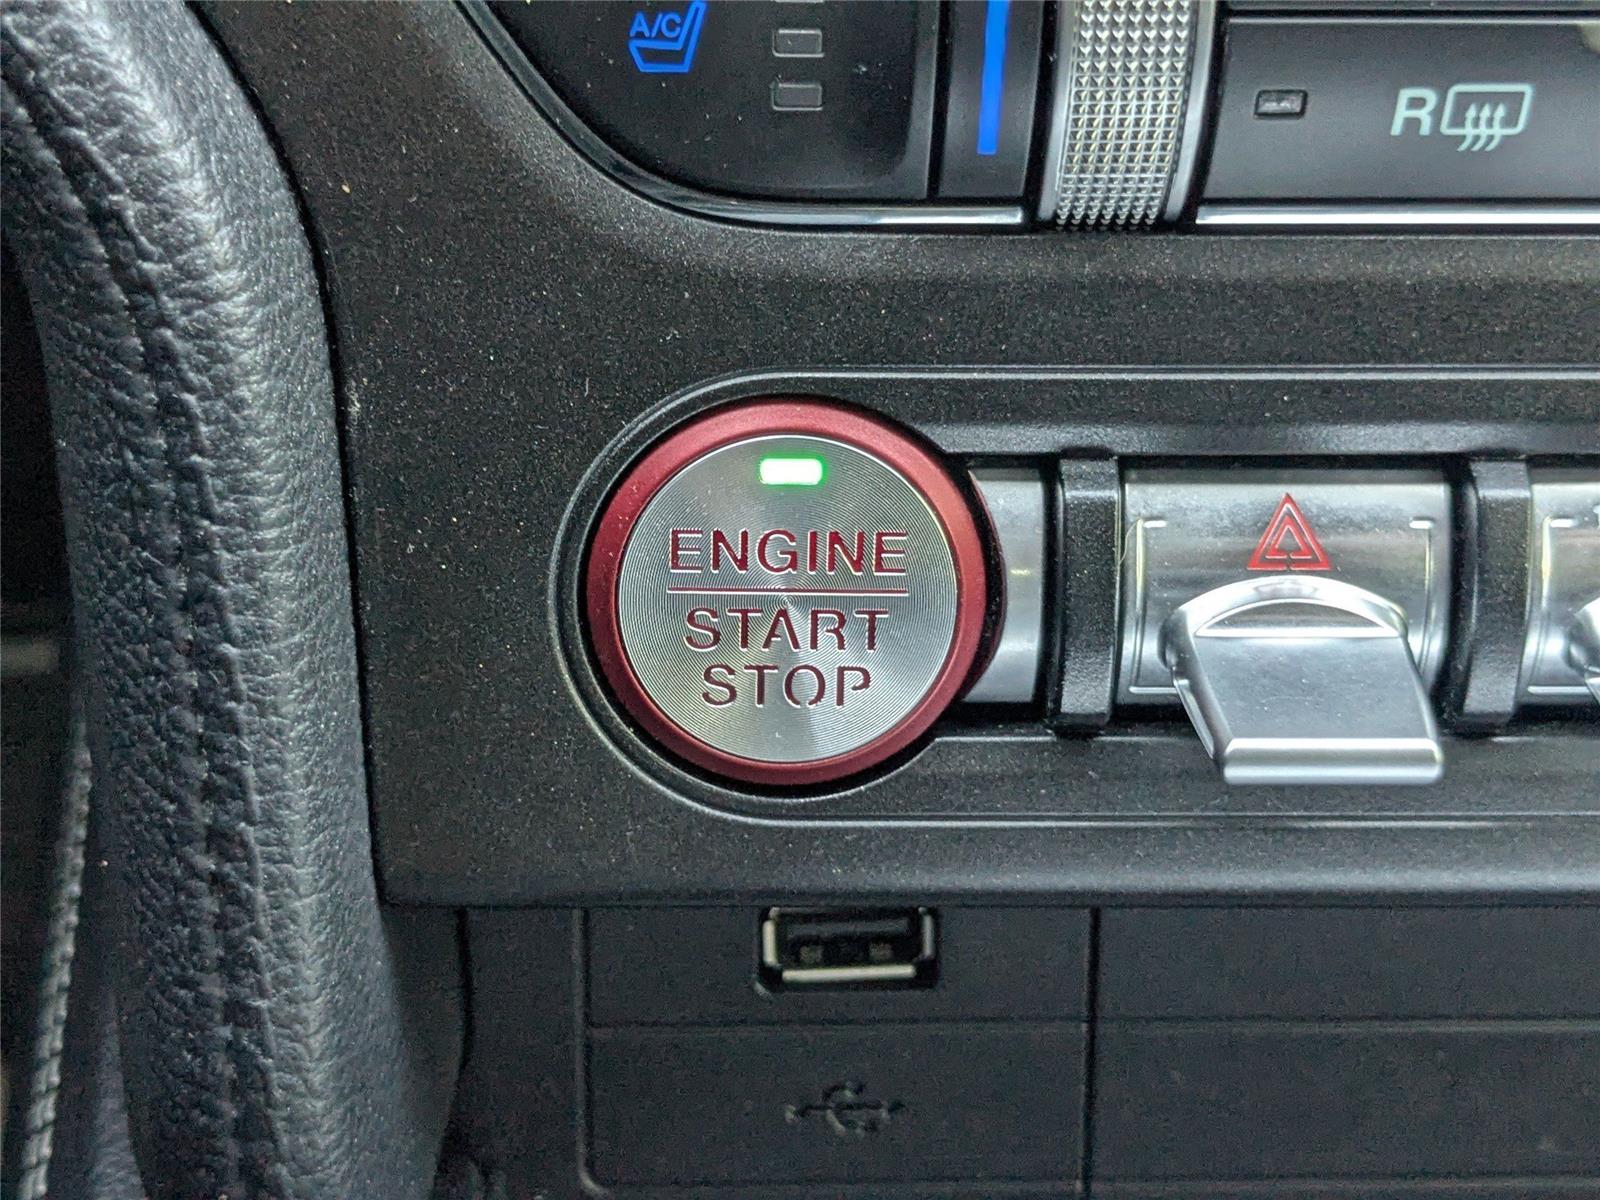 A/C
R
ENGINE
START
STOP